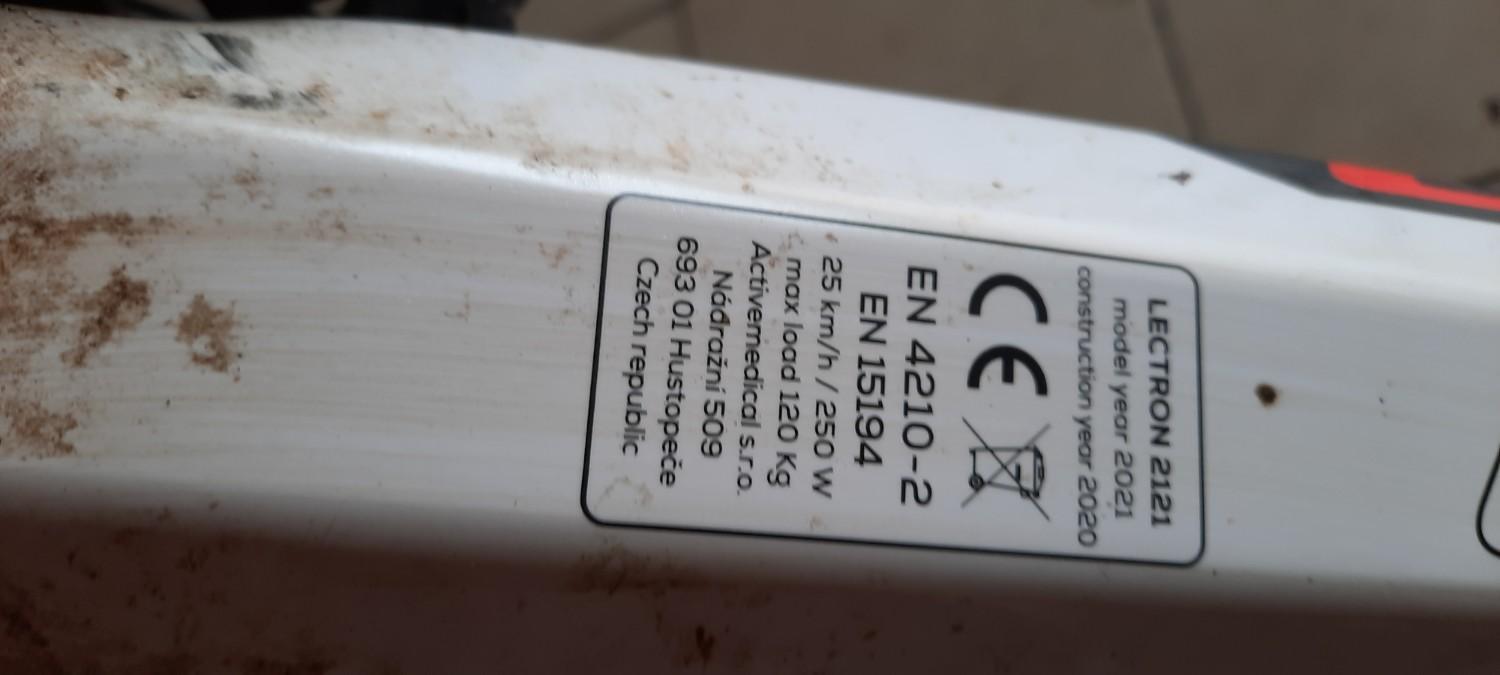 LECTRON 2121
model year 2021
construction year 2020
CE
EN 4210-2
EN 15194
25 km/h / 250 W
max load 120 Kg
Activemedical s.r.o.
Nádražní 509
693 01 Hustopeče
Czech republic